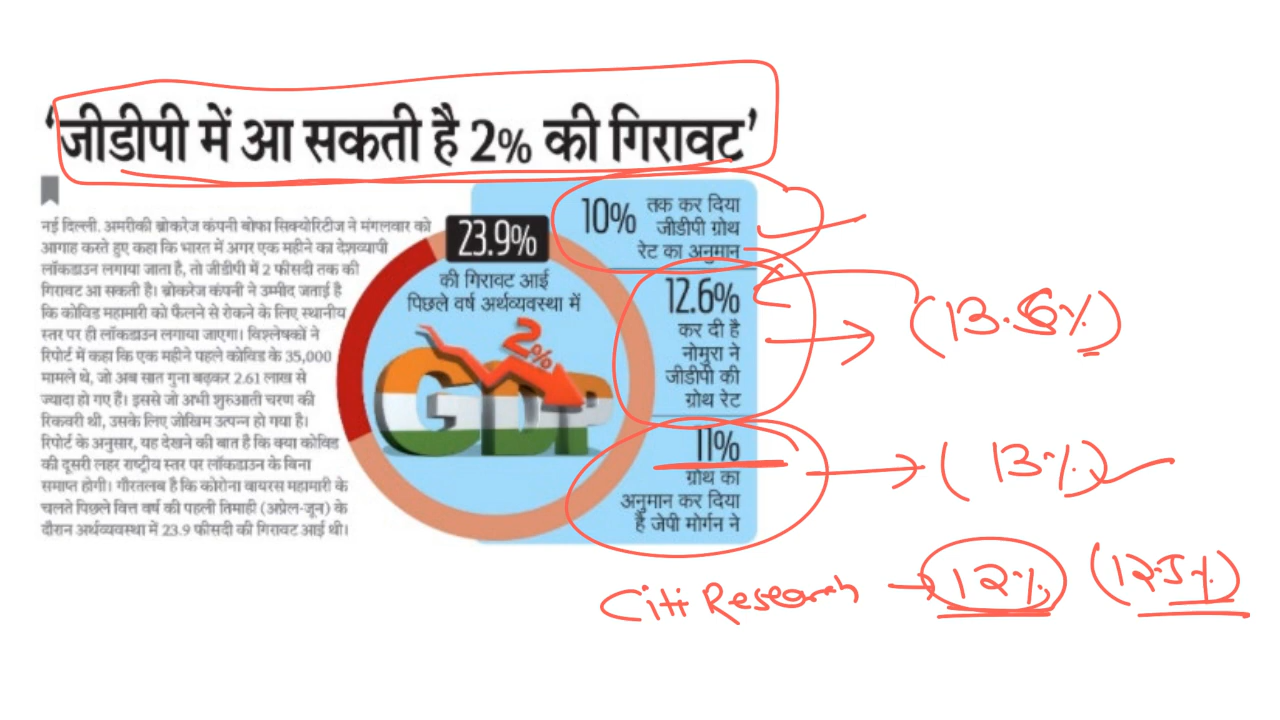 ‘जीडीपी में आ सकती है 2% की गिरावट’
नई दिल्ली. अमरीकी ब्रोकरेज कंपनी बोफा सिक्योरिटीज ने मंगलवार को
आगाह करते हुए कहा कि भारत में अगर एक महीने का देशव्यापी
लॉकडाउन लगाया जाता है, तो जीडीपी में 2 फीसदी तक की
गिरावट आ सकती है। ब्रोकरेज कंपनी ने उम्मीद जताई है
कि कोविड महामारी को फैलने से रोकने के लिए स्थानीय
स्तर पर ही लॉकडाउन लगाया जाएगा। विश्लेषकों ने
रिपोर्ट में कहा कि एक महीने पहले कोविड के 35,000
मामले थे, जो अब सात गुना बढ़कर 2.61 लाख से
ज्यादा हो गए हैं। इससे जो अभी शुरुआती चरण की
रिकवरी थी, उसके लिए जोखिम उत्पन्न हो गया है।
रिपोर्ट के अनुसार, यह देखने की बात है कि क्या कोविड
की दूसरी लहर राष्ट्रीय स्तर पर लॉकडाउन के बिना
समाप्त होगी। गौरतलब है कि कोरोना वायरस महामारी के
चलते पिछले वित्त वर्ष की पहली तिमाही (अप्रेल-जून) के
दौरान अर्थव्यवस्था में 23.9 फीसदी की गिरावट आई थी।
23.9%
की गिरावट आई
पिछले वर्ष अर्थव्यवस्था में
2%
GDP
10% तक कर दिया
जीडीपी ग्रोथ
रेट का अनुमान
12.6%
कर दी है
नोमुरा ने
जीडीपी की
ग्रोथ रेट
(13.5%)
11%
ग्रोथ का
अनुमान कर दिया
है जेपी मोर्गन ने
(13%)
Citi Research → 12% (12.5%)